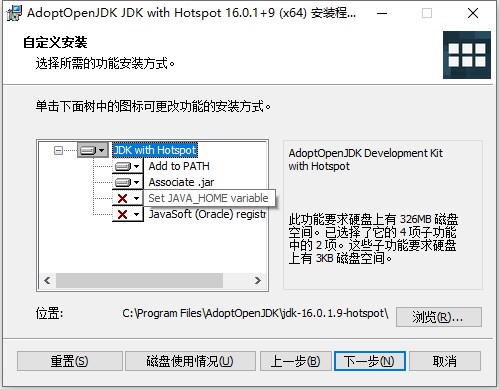 AdoptOpenJDK JDK with Hotspot 16.0.1+9 (x64) 安装程...
自定义安装
选择所需的功能安装方式。
单击下面树中的图标可更改功能的安装方式。
JDK with Hotspot
Add to PATH
Associate .jar
Set JAVA_HOME variable
JavaSoft (Oracle) registr
AdoptOpenJDK Development Kit
with Hotspot
此功能要求硬盘上有 326MB 磁盘
空间。已选择了它的 4 项子功能
中的 2 项。这些子功能要求硬盘
上有 3KB 磁盘空间。
位置:
C:\Program Files\AdoptOpenJDK\jdk-16.0.1.9-hotspot\
浏览(R)...
重置(S)
磁盘使用情况(U)
上一步(B)
下一步(N)
取消